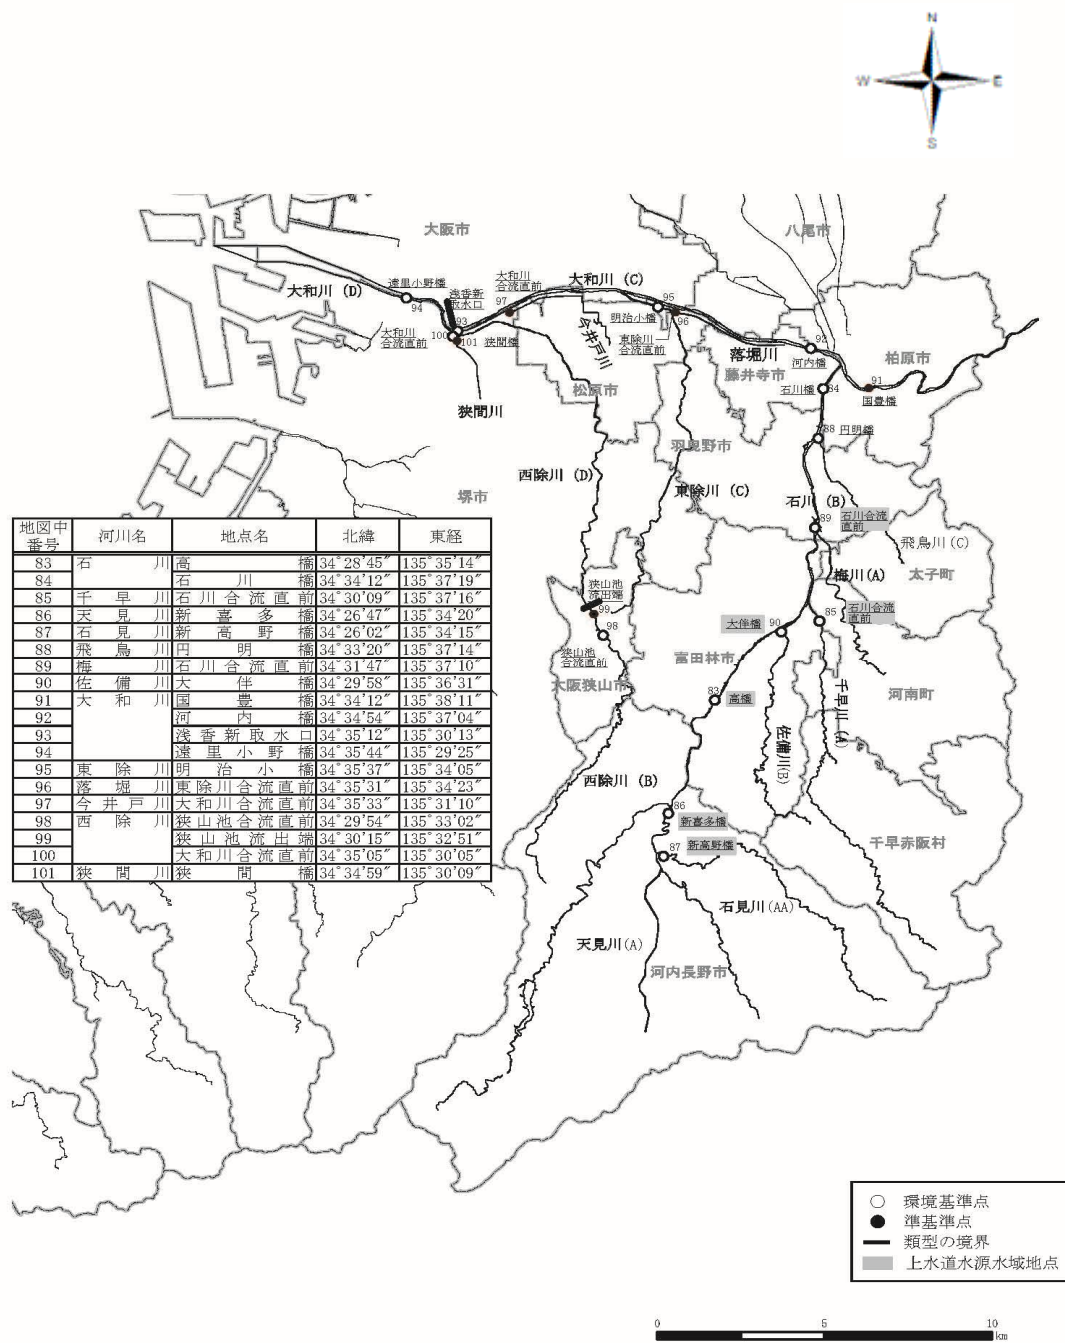 N
W E
S
大阪市
八尾市
大和川 (D)
遠里小野橋
94
浅香新
取水口
93
大和川
合流直前
100
101
狭間橋
狭間川
大和川
合流直前
97
大和川 (C)
今井戸川
95
明治小橋
96
東除川
合流直前
落堀川
藤井寺市
92
河内橋
柏原市
91
国豊橋
石川橋
84
88 円明橋
松原市
羽曳野市
西除川 (D)
東除川 (C)
石川 (B)
89
石川合流
直前
飛鳥川(C)
堺市
梅川(A)
太子町
85
石川合流
直前
狭山池
流出端
99
98
狭山池
合流直前
大阪狭山市
大伴橋
90
富田林市
83
高橋
河南町
佐備川(B)
千早川(A)
西除川 (B)
86
新喜多橋
87
新高野橋
千早赤阪村
石見川(AA)
天見川(A)
河内長野市
地図中番号 河川名 地点名 北緯 東経
83 石川 高橋 34°28'45" 135°35'14"
84 石川橋 34°34'12" 135°37'19"
85 千早川 石川合流直前 34°30'09" 135°37'16"
86 天見川 新喜多橋 34°26'47" 135°34'20"
87 石見川 新高野橋 34°26'02" 135°34'15"
88 飛鳥川 円明橋 34°33'20" 135°37'14"
89 梅川 石川合流直前 34°31'47" 135°37'10"
90 佐備川 大伴橋 34°29'58" 135°36'31"
91 大和川 国豊橋 34°34'12" 135°38'11"
92 河内橋 34°34'54" 135°37'04"
93 浅香新取水口 34°35'12" 135°30'13"
94 遠里小野橋 34°35'44" 135°29'25"
95 東除川 明治小橋 34°35'37" 135°34'05"
96 落堀川 東除川合流直前 34°35'31" 135°34'23"
97 今井戸川 大和川合流直前 34°35'33" 135°31'10"
98 西除川 狭山池合流直前 34°29'54" 135°33'02"
99 狭山池流出端 34°30'15" 135°32'51"
100 大和川合流直前 34°35'05" 135°30'05"
101 狭間川 狭間橋 34°34'59" 135°30'09"
環境基準点
準基準点
類型の境界
上水道水源水域地点
0 5 10
km